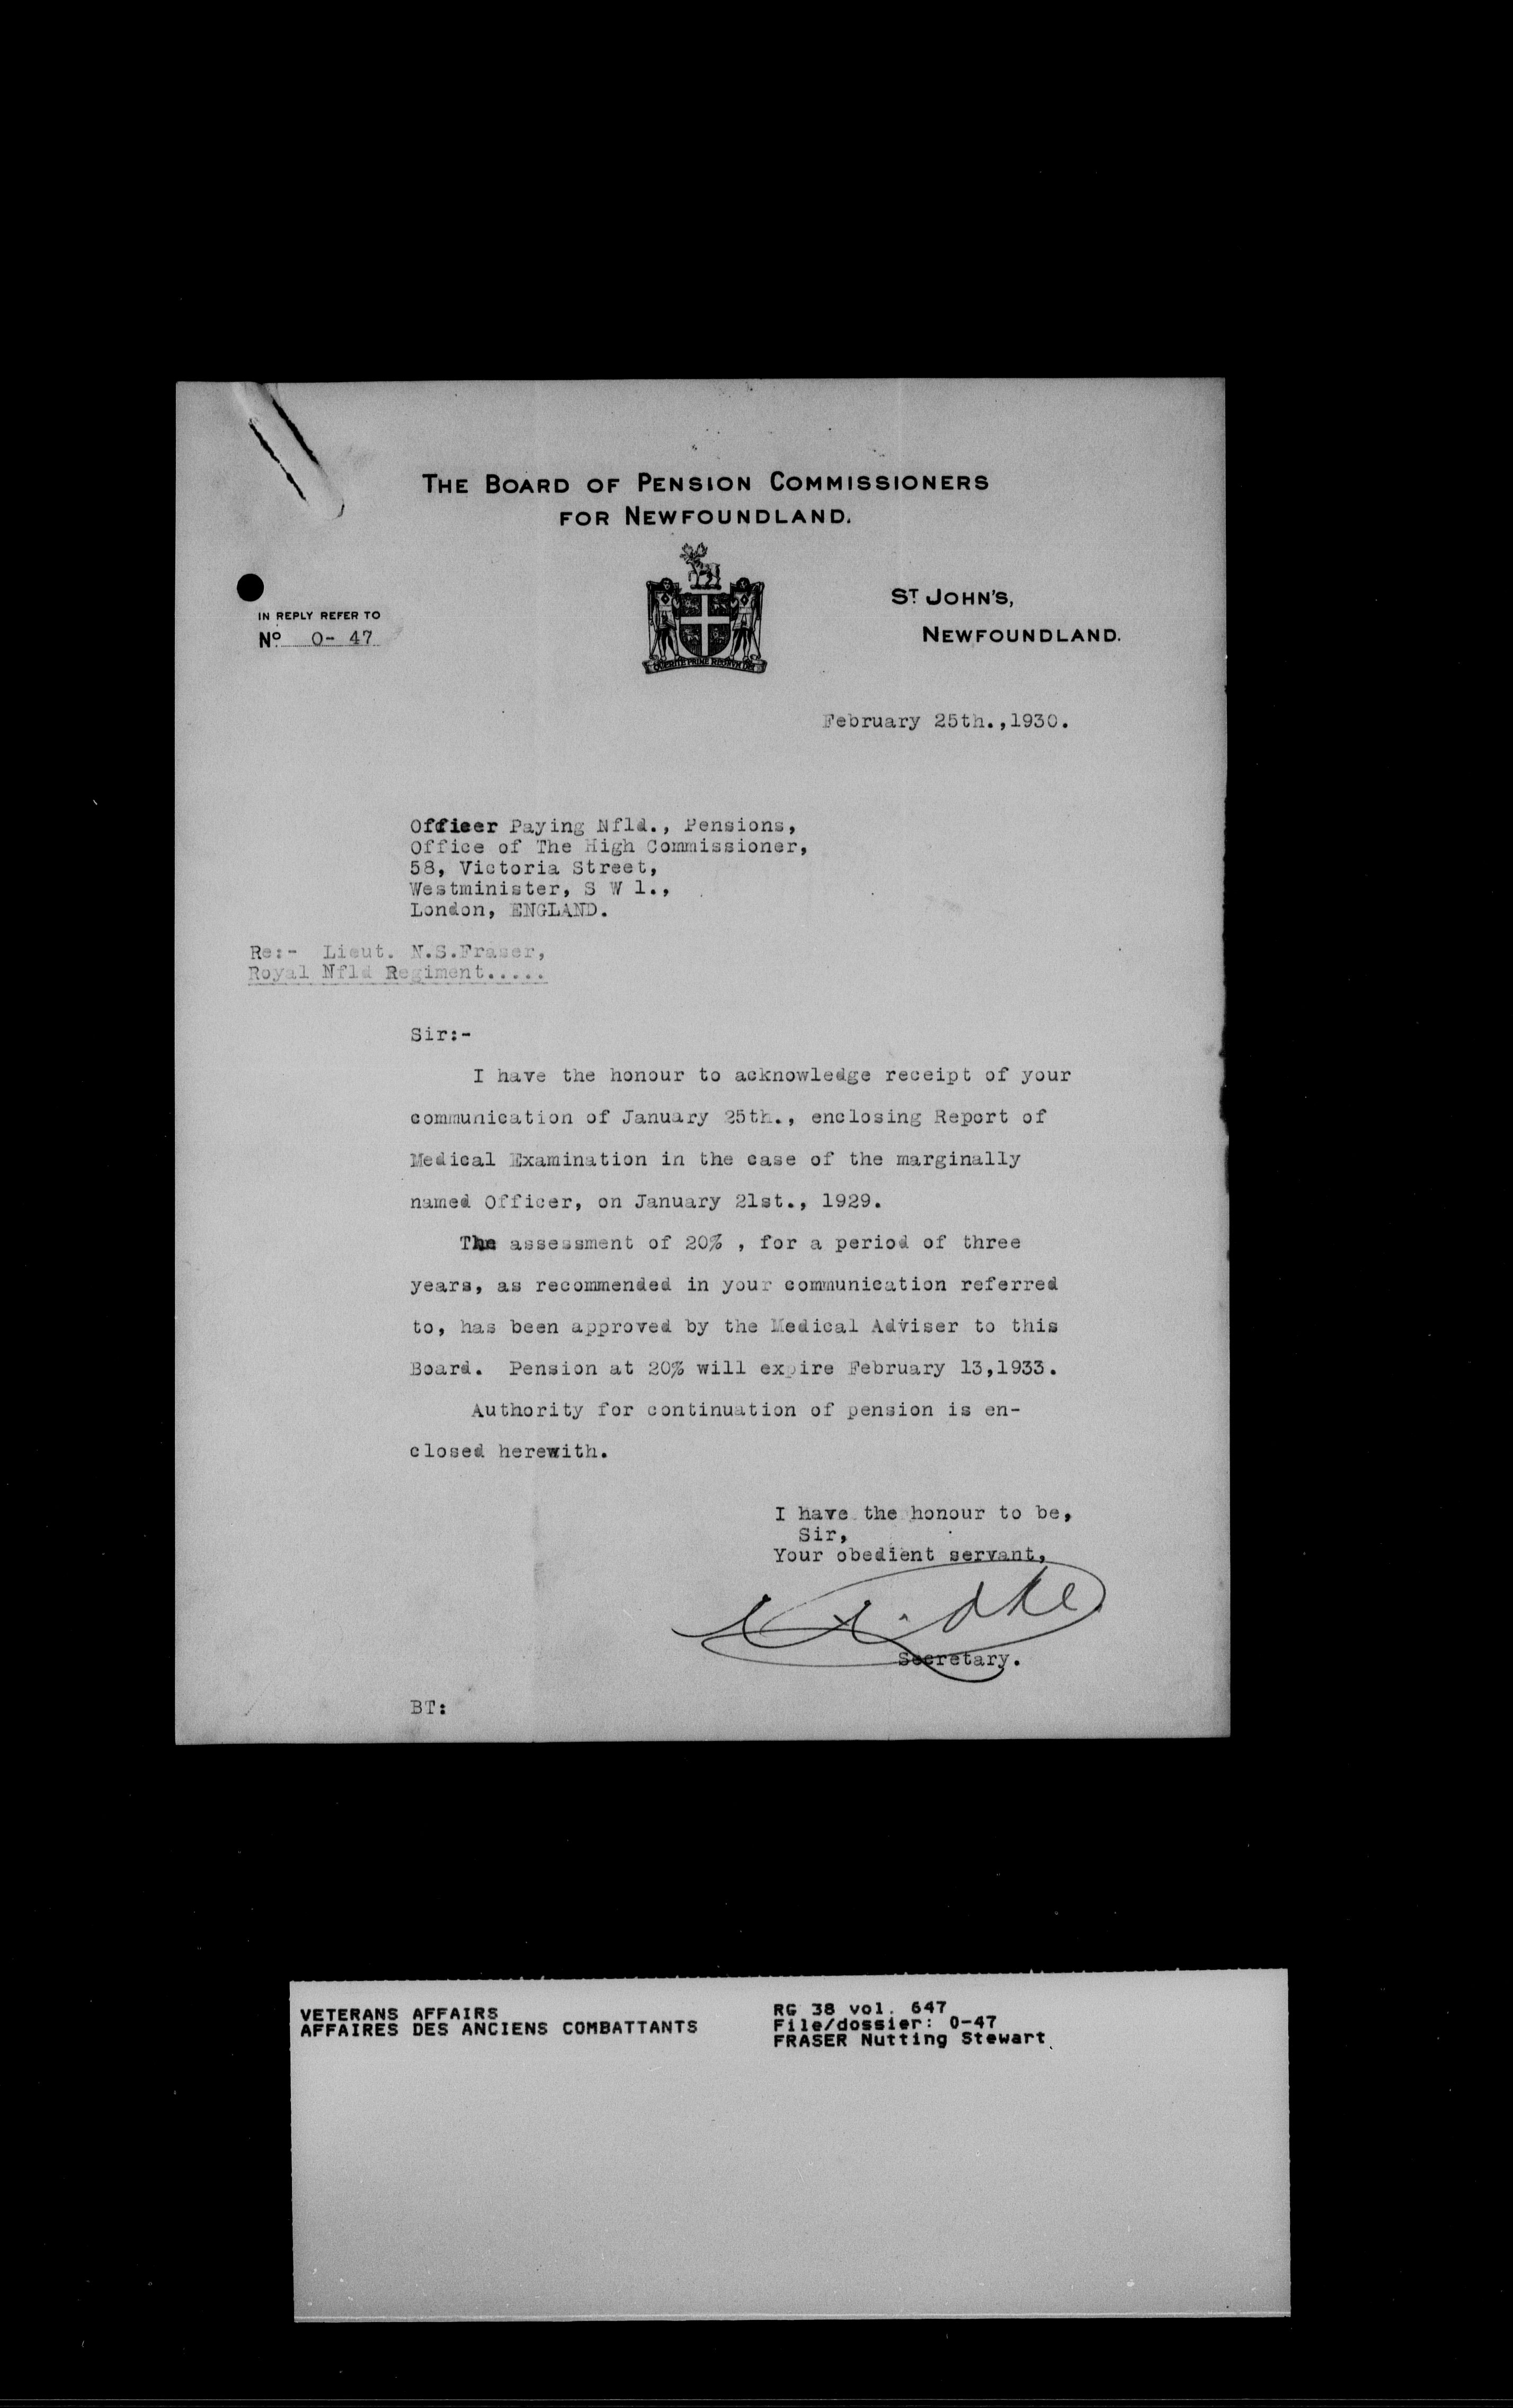 THE BOARD OF PENSION COMMISSIONERS
FOR NEWFOUNDLAND.
IN REPLY REFER TO
Nº 0- 47
ST JOHN'S,
NEWFOUNDLAND.
February 25th.,1930.
Officer Paying Nfld., Pensions,
Office of The High Commissioner,
58, Victoria Street,
Westminister, S W 1.,
London, ENGLAND.
Re:- Lieut. N.S.Fraser,
Royal Nfld Regiment.....
Sir:-
I have the honour to acknowledge receipt of your
communication of January 25th., enclosing Report of
Medical Examination in the case of the marginally
named Officer, on January 21st., 1929.
The assessment of 20% , for a period of three
years, as recommended in your communication referred
to, has been approved by the Medical Adviser to this
Board. Pension at 20% will expire February 13,1933.
Authority for continuation of pension is en-
closed herewith.
I have the honour to be,
Sir,
Your obedient servant,
Secretary.
BT:
VETERANS AFFAIRS
AFFAIRES DES ANCIENS COMBATTANTS
RG 38 vol. 647
File/dossier: 0-47
FRASER Nutting Stewart